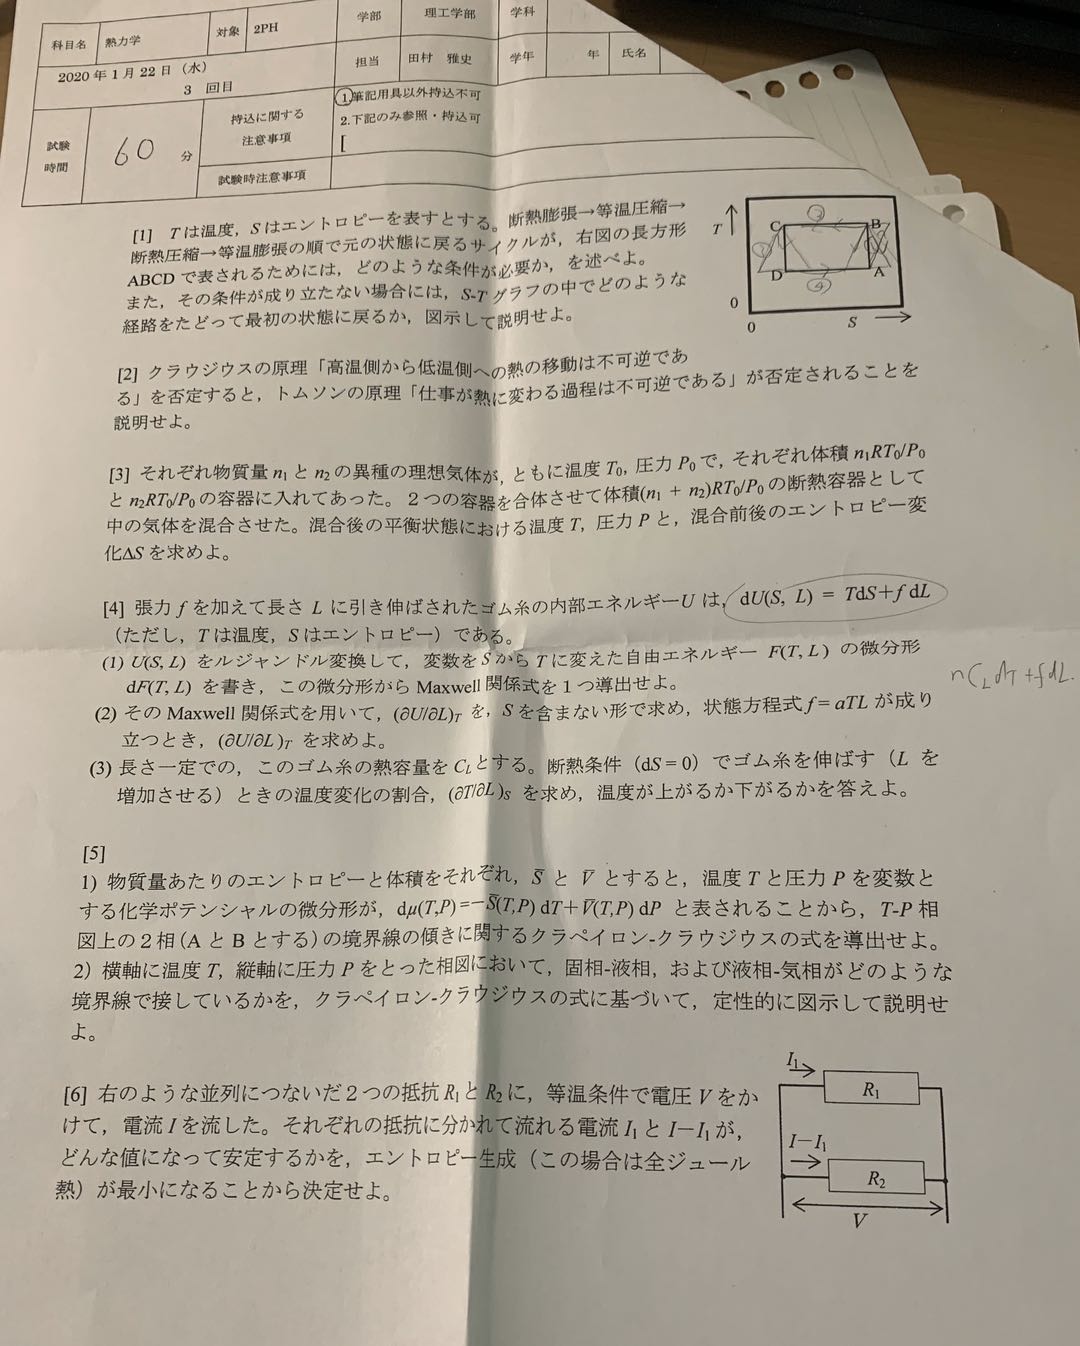 科目名 熱力学 対象 2PH 学部 理工学部 学科
2020 年 1 月 22 日（水） 3 回目 担当 田村 雅史 学年 年 氏名
試験時間 60 分 持込に関する注意事項 1.筆記用具以外持込不可
2.下記のみ参照・持込可
[
試験時注意事項
[1] T は温度，S はエントロピーを表すとする。断熱膨張→等温圧縮→
断熱圧縮→等温膨張の順で元の状態に戻るサイクルが，右図の長方形
ABCD で表されるためには，どのような条件が必要か，を述べよ。
また，その条件が成り立たない場合には，S-T グラフの中でどのような
経路をたどって最初の状態に戻るか，図示して説明せよ。
T
C ② B
① ③
D ④ A
0
0 S
[2] クラウジウスの原理「高温側から低温側への熱の移動は不可逆であ
る」を否定すると，トムソンの原理「仕事が熱に変わる過程は不可逆である」が否定されることを
説明せよ。
[3] それぞれ物質量 n₁ と n₂ の異種の理想気体が，ともに温度 T₀, 圧力 P₀ で，それぞれ体積 n₁RT₀/P₀
と n₂RT₀/P₀ の容器に入れてあった。２つの容器を合体させて体積(n₁ + n₂)RT₀/P₀ の断熱容器として
中の気体を混合させた。混合後の平衡状態における温度 T，圧力 P と，混合前後のエントロピー変
化ΔS を求めよ。
[4] 張力 f を加えて長さ L に引き伸ばされたゴム糸の内部エネルギーU は，dU(S, L) = TdS+f dL
（ただし，T は温度，S はエントロピー）である。
(1) U(S, L) をルジャンドル変換して，変数を S から T に変えた自由エネルギー F(T, L) の微分形
dF(T, L) を書き，この微分形から Maxwell 関係式を１つ導出せよ。
nC_L dT + f dL.
(2) その Maxwell 関係式を用いて，(∂U/∂L)_T を，S を含まない形で求め，状態方程式 f = aTL が成り
立つとき，(∂U/∂L)_T を求めよ。
(3) 長さ一定での，このゴム糸の熱容量を C_L とする。断熱条件（dS = 0）でゴム糸を伸ばす（L を
増加させる）ときの温度変化の割合，(∂T/∂L)_S を求め，温度が上がるか下がるかを答えよ。
[5]
1) 物質量あたりのエントロピーと体積をそれぞれ，S̅ と V̅ とすると，温度 T と圧力 P を変数と
する化学ポテンシャルの微分形が，dμ(T,P) =−S̅(T,P) dT+V̅(T,P) dP と表されることから，T-P 相
図上の２相（A と B とする）の境界線の傾きに関するクラペイロン-クラウジウスの式を導出せよ。
2) 横軸に温度 T，縦軸に圧力 P をとった相図において，固相-液相，および液相-気相がどのような
境界線で接しているかを，クラペイロン-クラウジウスの式に基づいて，定性的に図示して説明せ
よ。
[6] 右のような並列につないだ２つの抵抗 R₁ と R₂ に，等温条件で電圧 V をか
けて，電流 I を流した。それぞれの抵抗に分かれて流れる電流 I₁ と I−I₁ が，
どんな値になって安定するかを，エントロピー生成（この場合は全ジュール
熱）が最小になることから決定せよ。
I₁
R₁
I−I₁
R₂
V